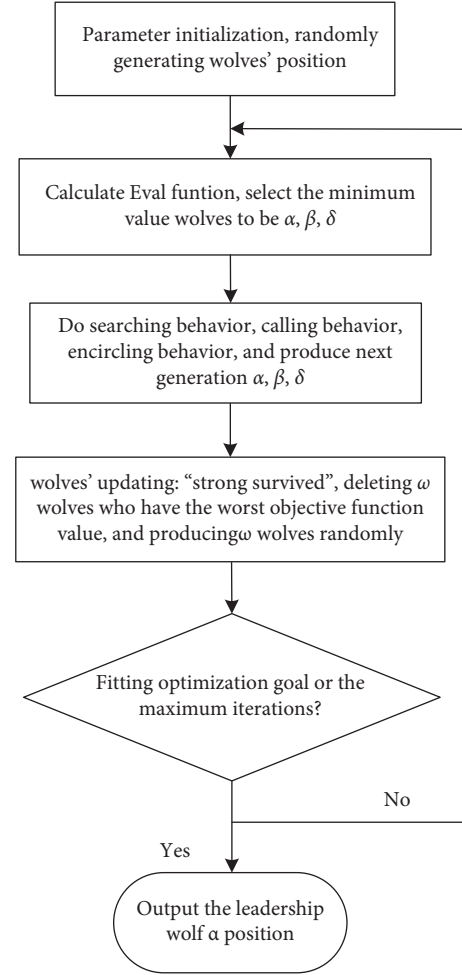 Parameter initialization, randomly
generating wolves' position
Calculate Eval funtion, select the minimum
value wolves to be α, β, δ
Do searching behavior, calling behavior,
encircling behavior, and produce next
generation α, β, δ
wolves' updating: “strong survived”, deleting ω
wolves who have the worst objective function
value, and producingω wolves randomly
Fitting optimization goal or the
maximum iterations?
No
Yes
Output the leadership
wolf α position